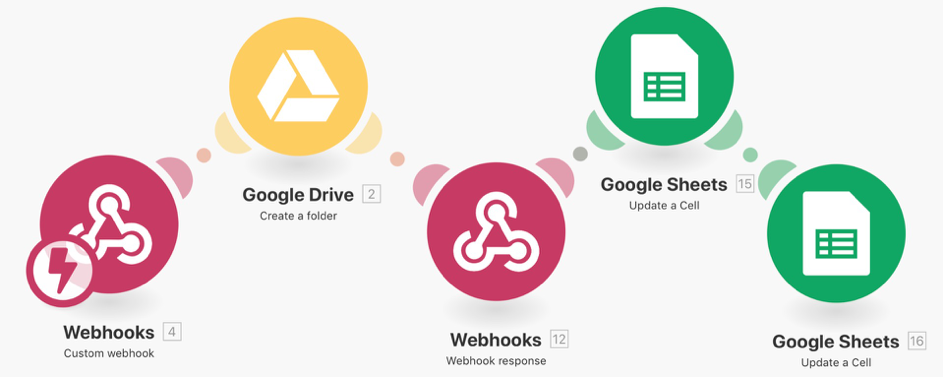 Google Drive 2
Create a folder
Google Sheets 15
Update a Cell
Webhooks 4
Custom webhook
Webhooks 12
Webhook response
Google Sheets 16
Update a Cell